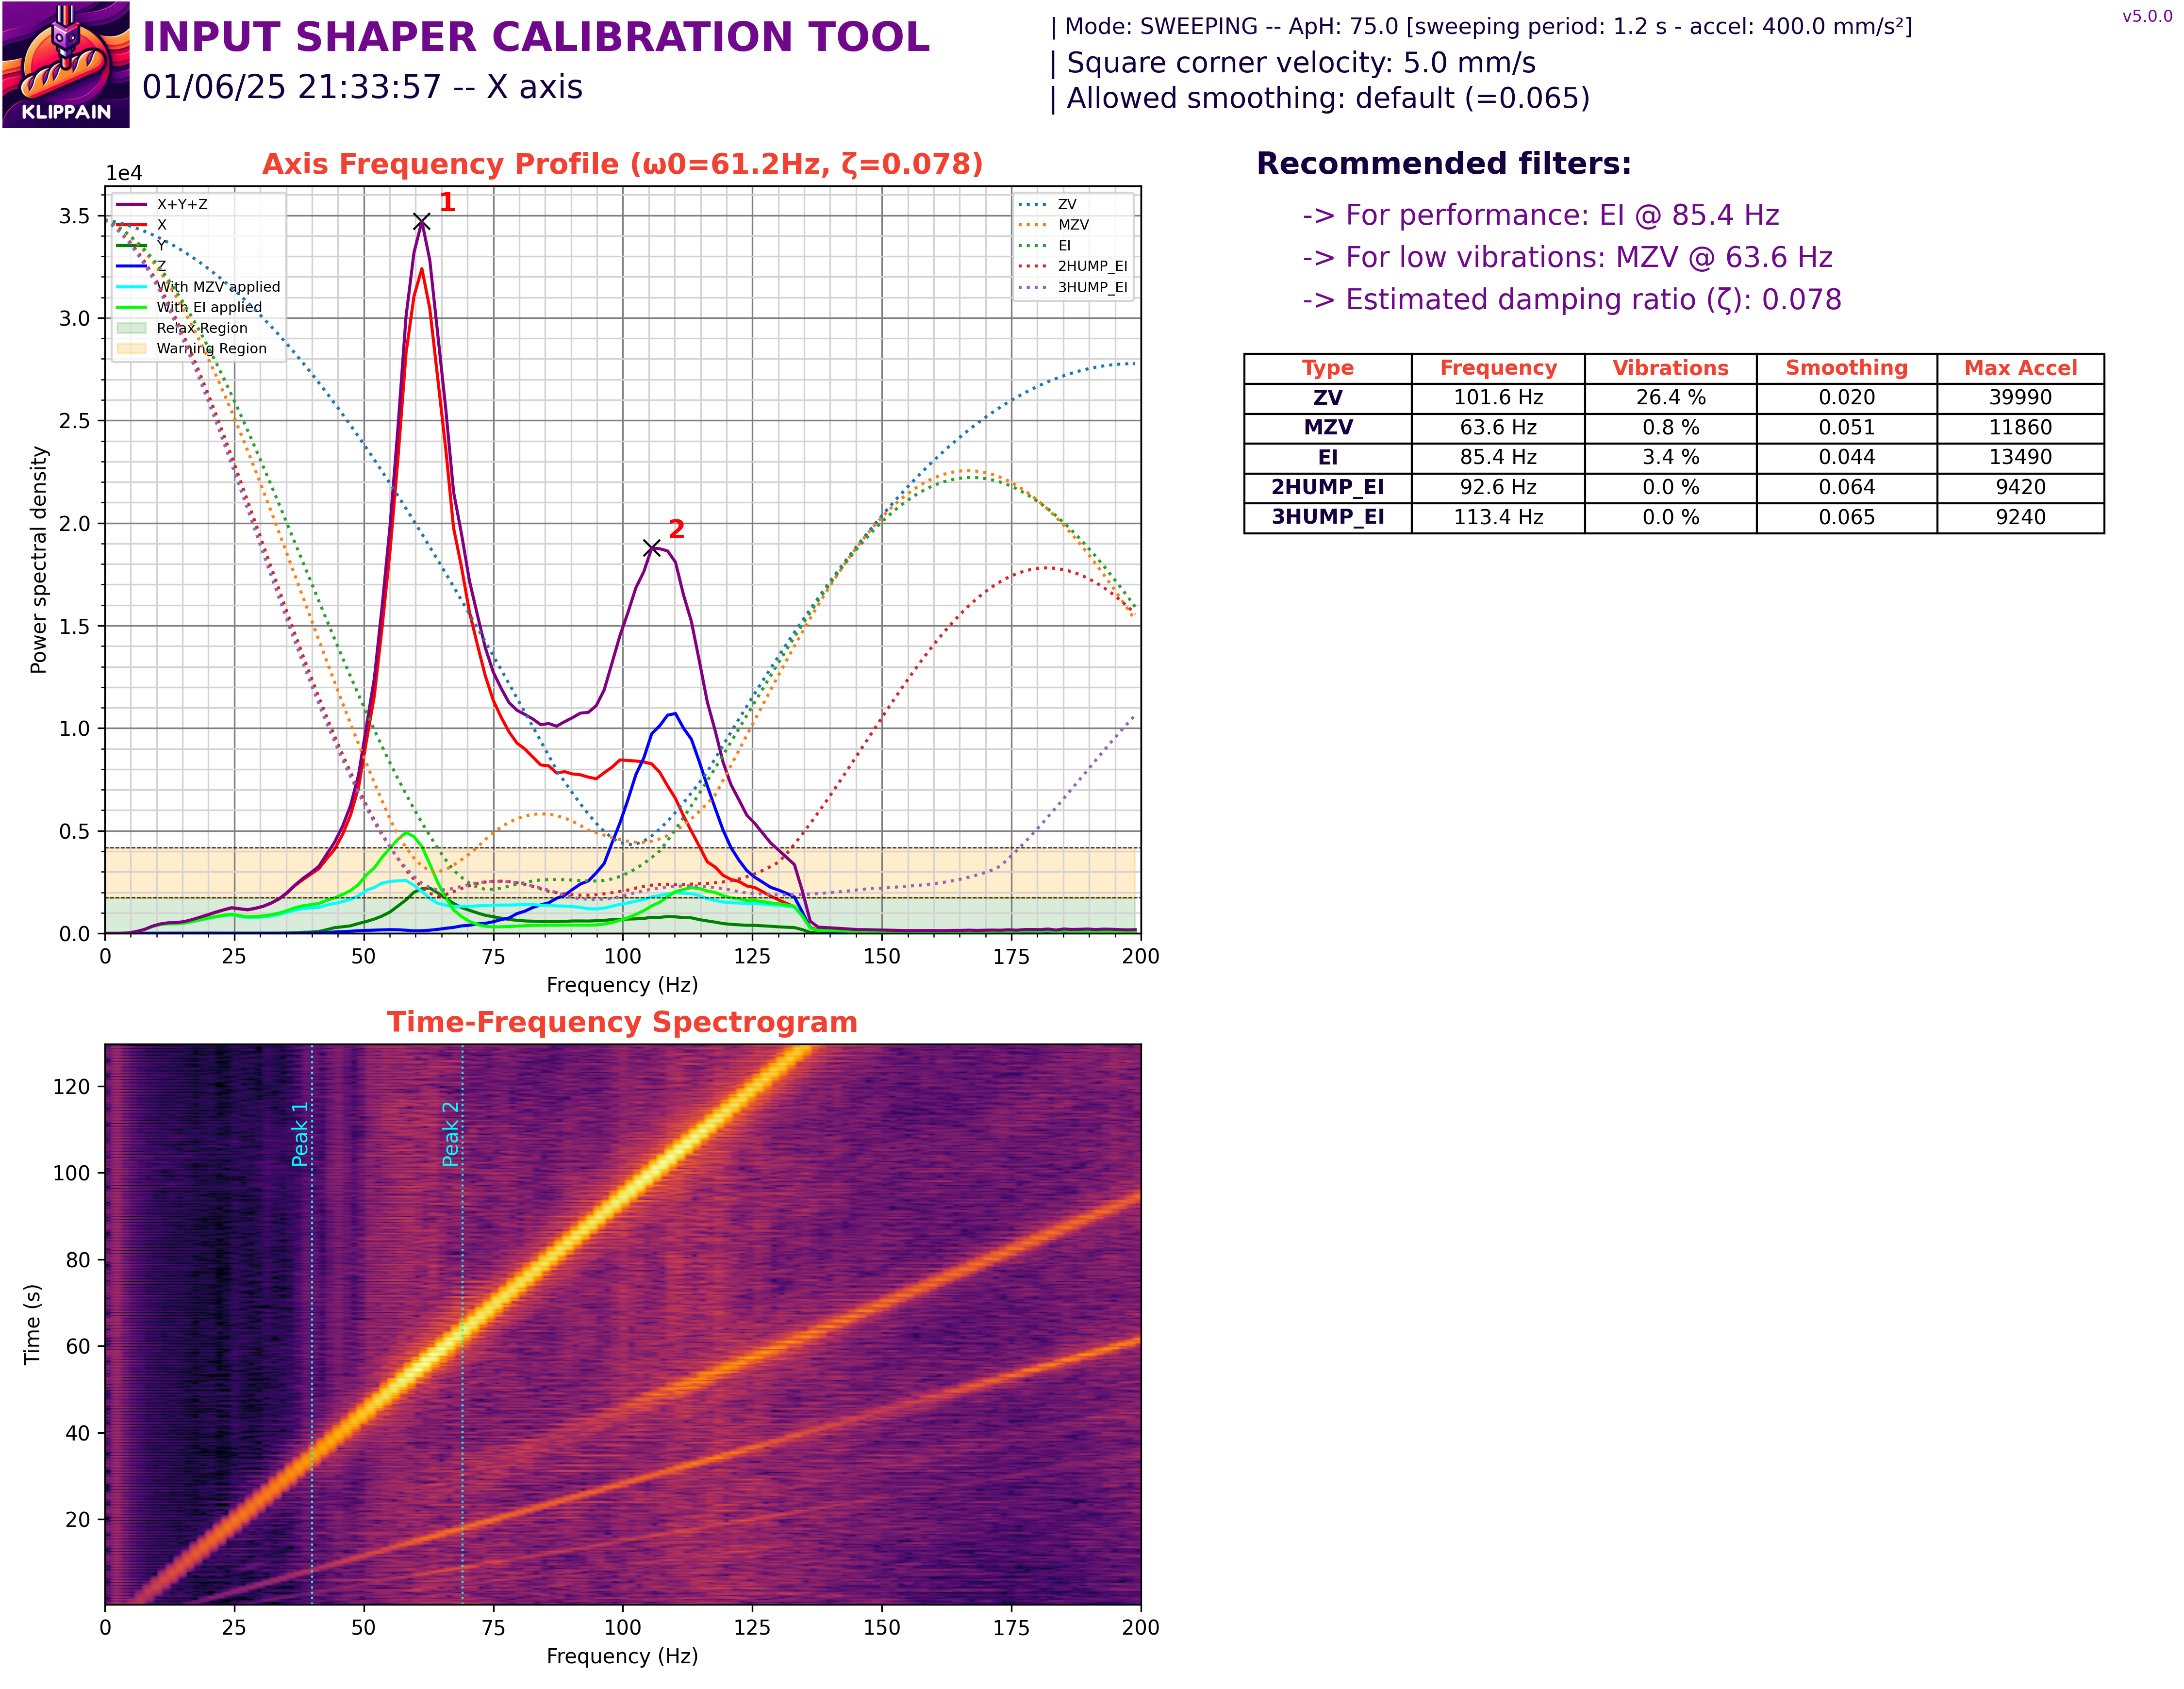 INPUT SHAPER CALIBRATION TOOL
01/06/25 21:33:57 -- X axis
KLIPPAIN
| Mode: SWEEPING -- ApH: 75.0 [sweeping period: 1.2 s - accel: 400.0 mm/s²]
| Square corner velocity: 5.0 mm/s
| Allowed smoothing: default (=0.065)
v5.0.0
Axis Frequency Profile (ω0=61.2Hz, ζ=0.078)
1e4
X+Y+Z
X
Y
Z
With MZV applied
With EI applied
Relax Region
Warning Region
1
2
ZV
MZV
EI
2HUMP_EI
3HUMP_EI
Power spectral density
3.5
3.0
2.5
2.0
1.5
1.0
0.5
0.0
0 25 50 75 100 125 150 175 200
Frequency (Hz)
Recommended filters:
-> For performance: EI @ 85.4 Hz
-> For low vibrations: MZV @ 63.6 Hz
-> Estimated damping ratio (ζ): 0.078
Type Frequency Vibrations Smoothing Max Accel
ZV 101.6 Hz 26.4 % 0.020 39990
MZV 63.6 Hz 0.8 % 0.051 11860
EI 85.4 Hz 3.4 % 0.044 13490
2HUMP_EI 92.6 Hz 0.0 % 0.064 9420
3HUMP_EI 113.4 Hz 0.0 % 0.065 9240
Time-Frequency Spectrogram
Peak 1
Peak 2
Time (s)
120
100
80
60
40
20
0 25 50 75 100 125 150 175 200
Frequency (Hz)